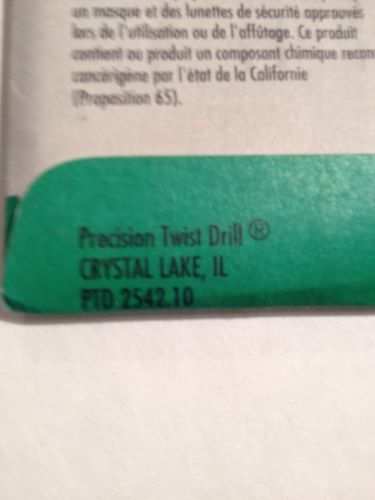 un masque et des lunettes de sécurité approuvés
lors de l'utilisation ou de l'affûtage. Ce produit
contient ou produit un composant chimique recon
cancérigène par l'état de la Californie
(Proposition 65).
Precision Twist Drill®
CRYSTAL LAKE, IL
PTD 2542.10